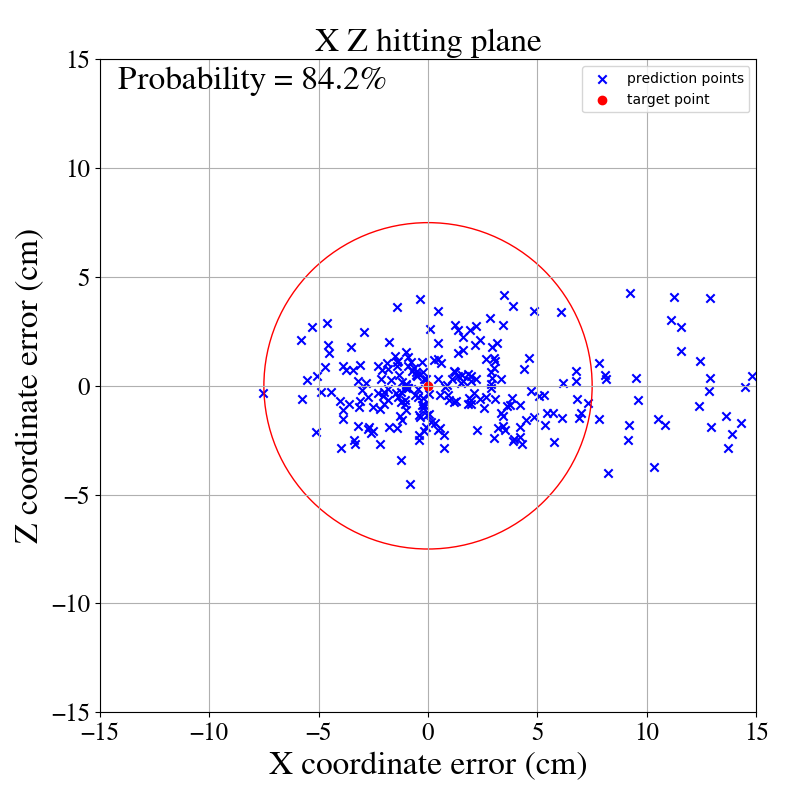 X Z hitting plane
Probability = 84.2%
prediction points
target point
15
10
5
0
−5
−10
−15
−15 −10 −5 0 5 10 15
X coordinate error (cm)
Z coordinate error (cm)